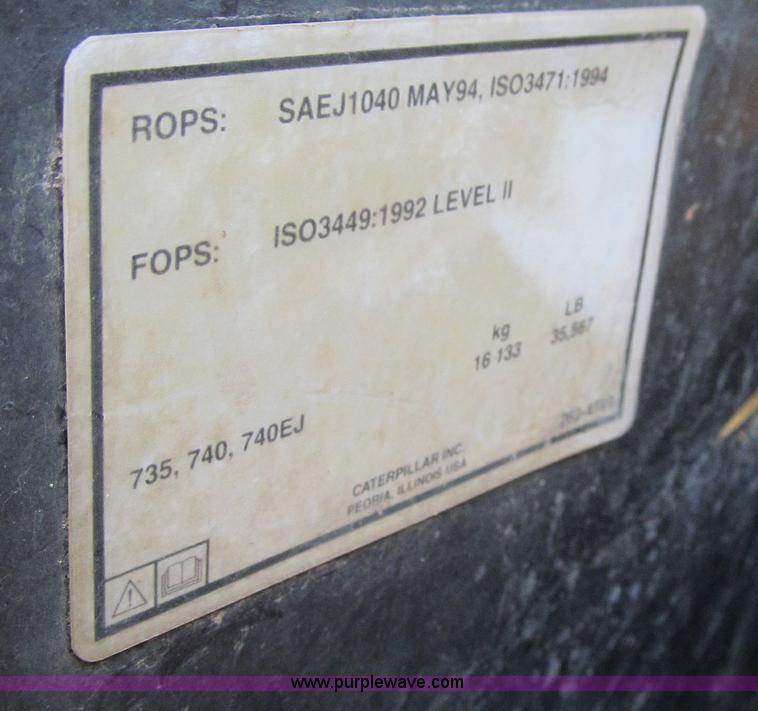 ROPS: SAEJ1040 MAY94, ISO3471:1994
FOPS: ISO3449:1992 LEVEL II
kg LB
16 133 35,567
735, 740, 740EJ
CATERPILLAR INC.
PEORIA, ILLINOIS USA
www.purplewave.com